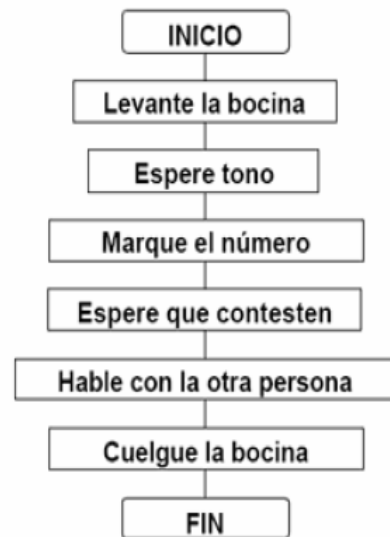 INICIO
Levante la bocina
Espere tono
Marque el número
Espere que contesten
Hable con la otra persona
Cuelgue la bocina
FIN